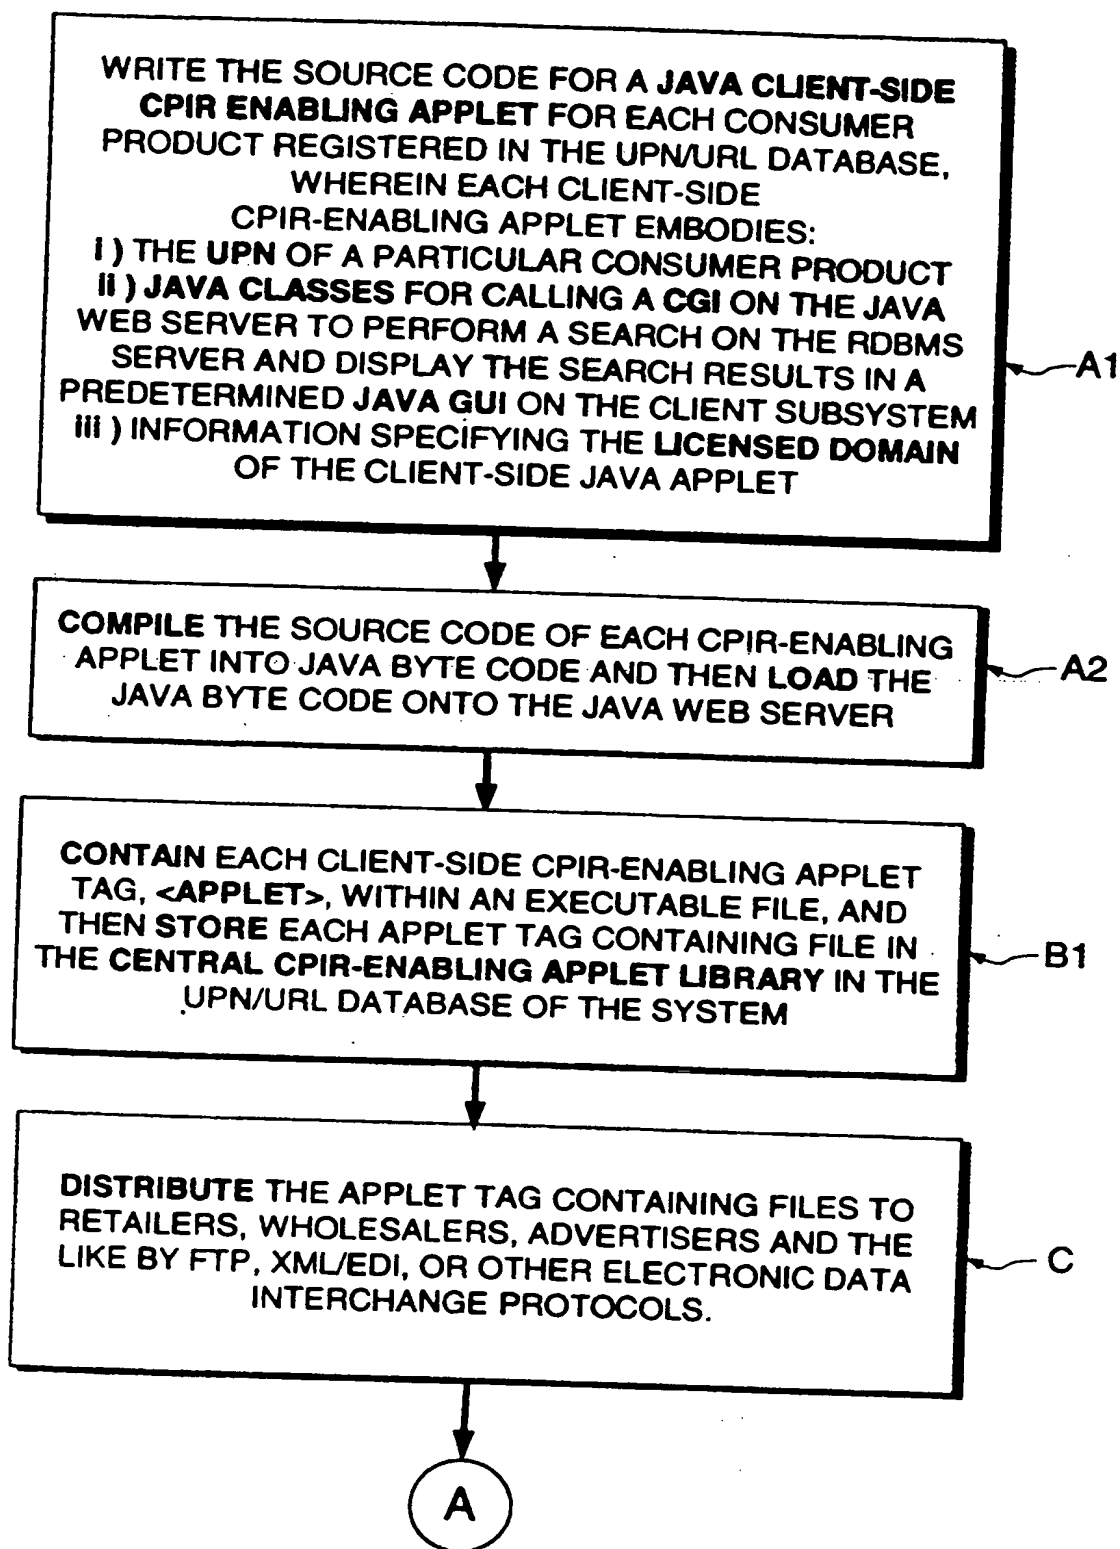 WRITE THE SOURCE CODE FOR A JAVA CLIENT-SIDE
CPIR ENABLING APPLET FOR EACH CONSUMER
PRODUCT REGISTERED IN THE UPN/URL DATABASE,
WHEREIN EACH CLIENT-SIDE
CPIR-ENABLING APPLET EMBODIES:
i ) THE UPN OF A PARTICULAR CONSUMER PRODUCT
ii ) JAVA CLASSES FOR CALLING A CGI ON THE JAVA
WEB SERVER TO PERFORM A SEARCH ON THE RDBMS
SERVER AND DISPLAY THE SEARCH RESULTS IN A
PREDETERMINED JAVA GUI ON THE CLIENT SUBSYSTEM
iii ) INFORMATION SPECIFYING THE LICENSED DOMAIN
OF THE CLIENT-SIDE JAVA APPLET
A1
COMPILE THE SOURCE CODE OF EACH CPIR-ENABLING
APPLET INTO JAVA BYTE CODE AND THEN LOAD THE
JAVA BYTE CODE ONTO THE JAVA WEB SERVER
A2
CONTAIN EACH CLIENT-SIDE CPIR-ENABLING APPLET
TAG, <APPLET>, WITHIN AN EXECUTABLE FILE, AND
THEN STORE EACH APPLET TAG CONTAINING FILE IN
THE CENTRAL CPIR-ENABLING APPLET LIBRARY IN THE
UPN/URL DATABASE OF THE SYSTEM
B1
DISTRIBUTE THE APPLET TAG CONTAINING FILES TO
RETAILERS, WHOLESALERS, ADVERTISERS AND THE
LIKE BY FTP, XML/EDI, OR OTHER ELECTRONIC DATA
INTERCHANGE PROTOCOLS.
C
A